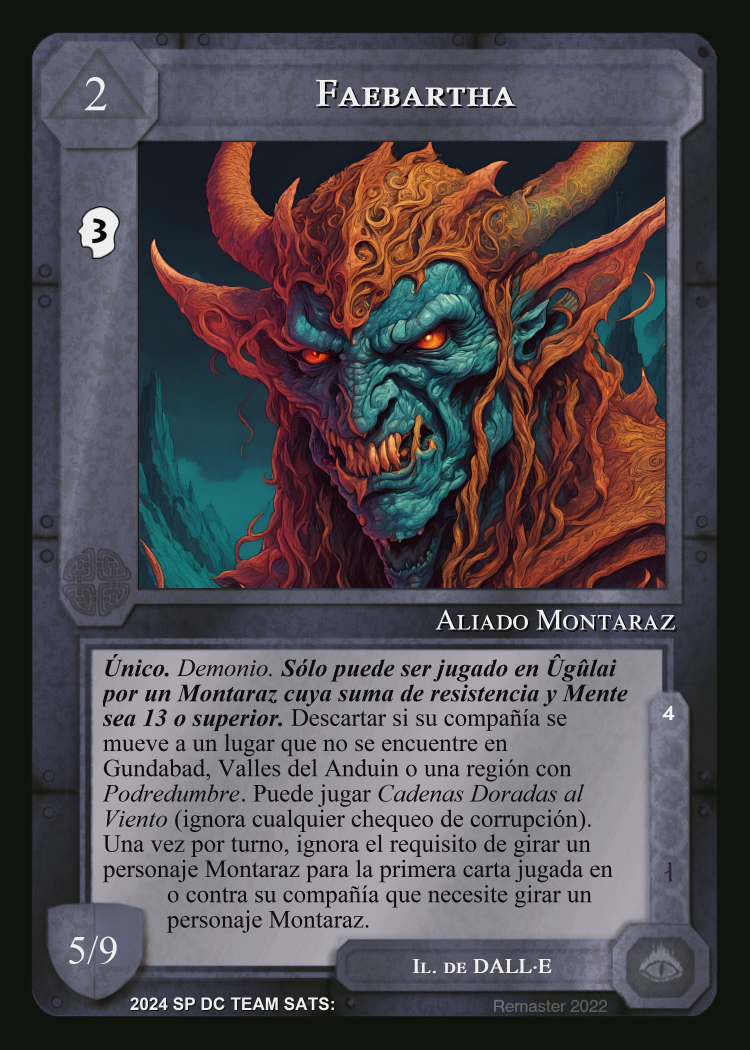 2
Faebartha
3
Aliado Montaraz
Único. Demonio. Sólo puede ser jugado en Ûgûlai
por un Montaraz cuya suma de resistencia y Mente
sea 13 o superior. Descartar si su compañía se
mueve a un lugar que no se encuentre en
Gundabad, Valles del Anduin o una región con
Podredumbre. Puede jugar Cadenas Doradas al
Viento (ignora cualquier chequeo de corrupción).
Una vez por turno, ignora el requisito de girar un
personaje Montaraz para la primera carta jugada en
o contra su compañía que necesite girar un
personaje Montaraz.
4
5/9
Il. de DALL·E
2024 SP DC TEAM SATS:
Remaster 2022